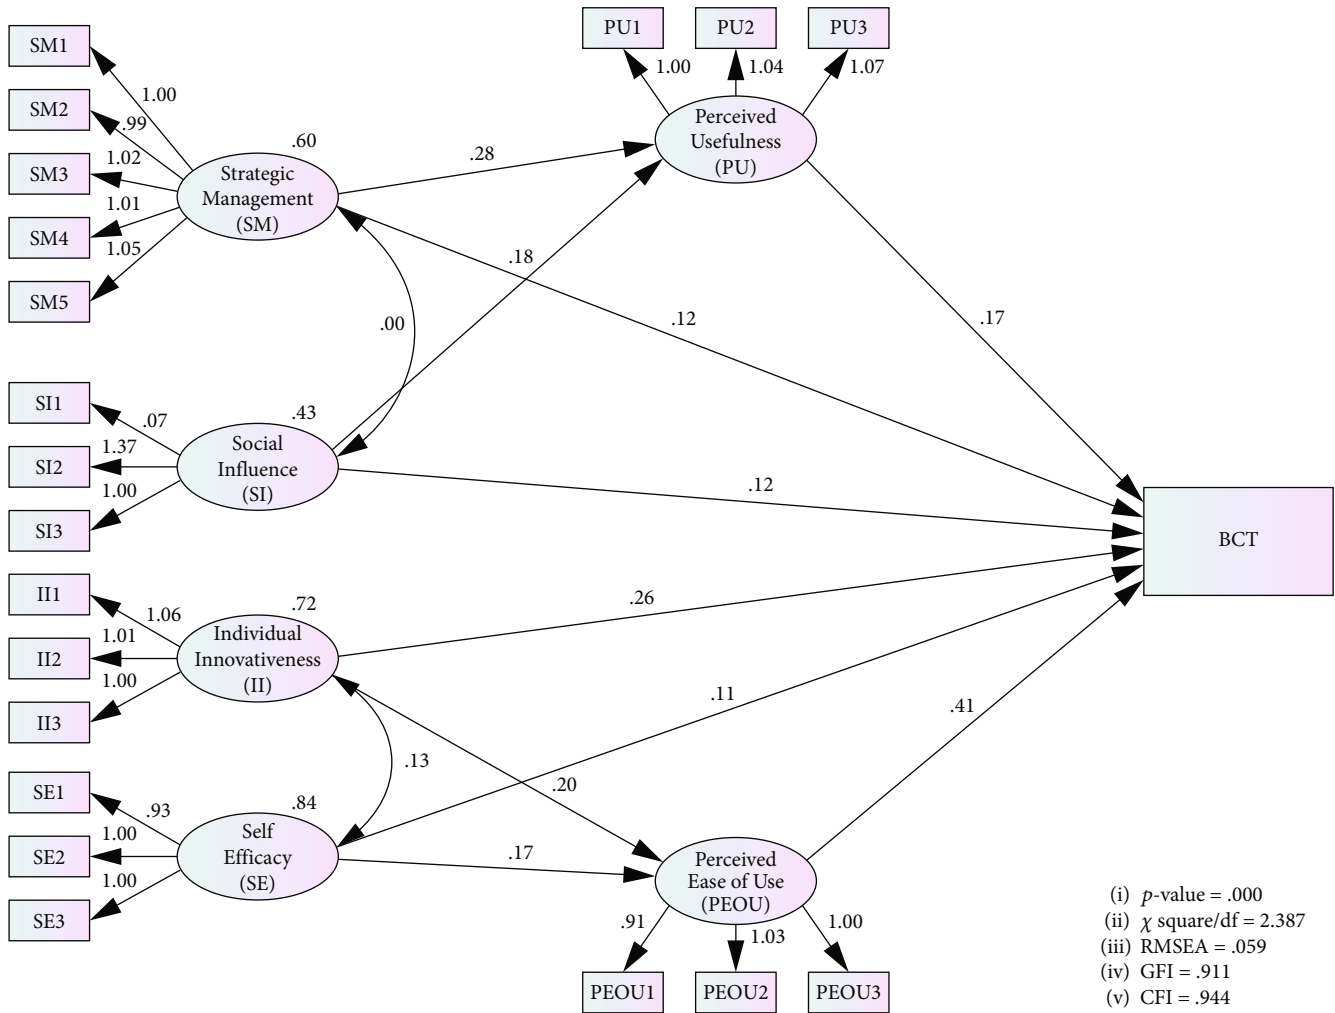 SM1
SM2
SM3
SM4
SM5
1.00
.99
1.02
1.01
1.05
.60
Strategic
Management
(SM)
PU1
PU2
PU3
1.00
1.04
1.07
Perceived
Usefulness
(PU)
.28
.18
.12
.17
.00
SI1
SI2
SI3
.07
1.37
1.00
.43
Social
Influence
(SI)
.12
BCT
II1
II2
II3
1.06
1.01
1.00
.72
Individual
Innovativeness
(II)
.26
.11
.41
.13
.20
SE1
SE2
SE3
.93
1.00
1.00
.84
Self
Efficacy
(SE)
.17
Perceived
Ease of Use
(PEOU)
.91
1.03
1.00
PEOU1
PEOU2
PEOU3
(i) p-value = .000
(ii) χ square/df = 2.387
(iii) RMSEA = .059
(iv) GFI = .911
(v) CFI = .944